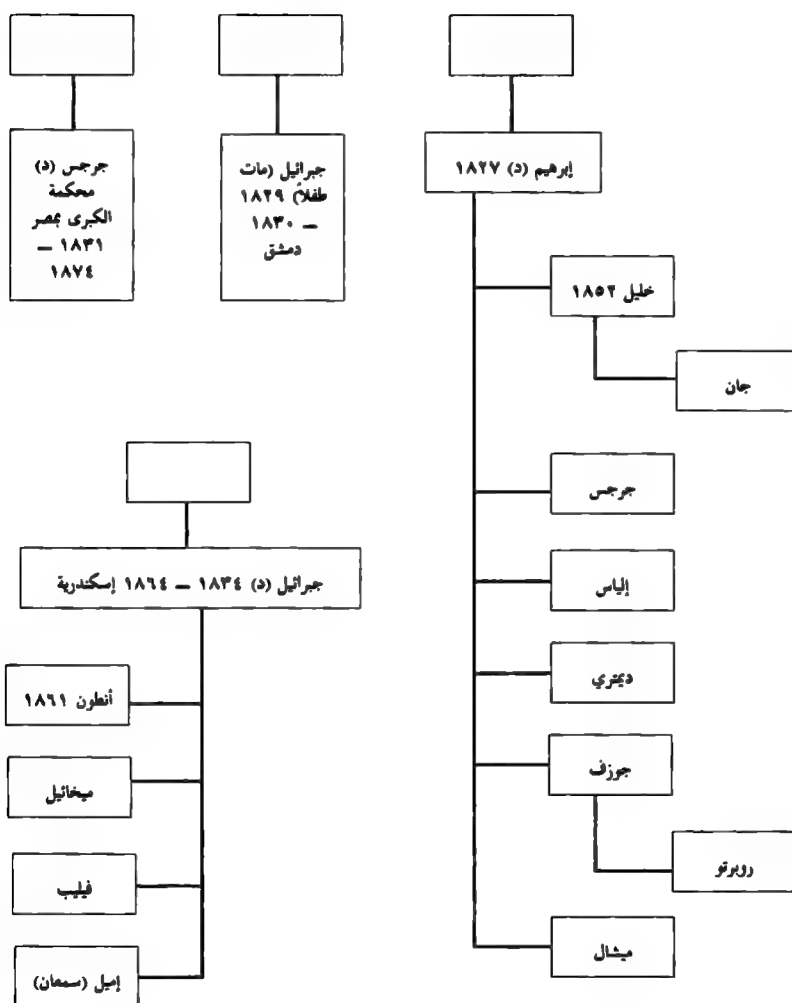 إبرهيم (د) ١٨٢٧
خليل ١٨٥٢
جان
جرجس
إلياس
ديمتري
جوزف
روبرتو
ميشال
جبرائيل (مات
طفلاً) ١٨٢٩
— ١٨٣٠
دمشق
جرجس (د)
محكمة
الكبرى بمصر
١٨٣١ —
١٨٧٤
جبرائيل (د) ١٨٣٤ — ١٨٦٤ إسكندرية
أنطون ١٨٦١
ميخائيل
فيليب
إميل (سمعان)